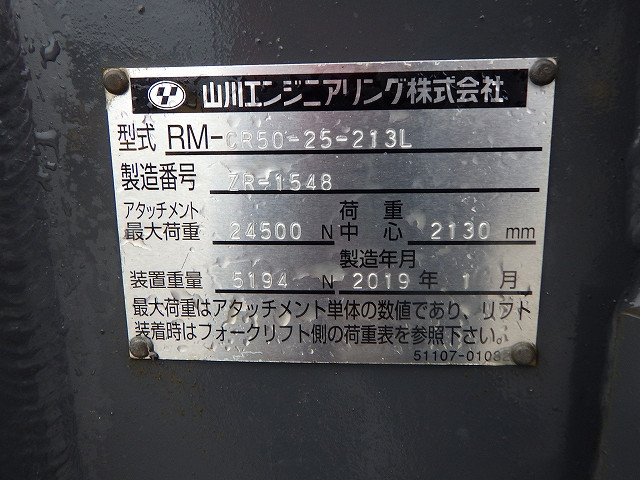 山川エンジニアリング株式会社
型式 RM-CR50-25-213L
製造番号 ZR-1548
アタッチメント 最大荷重 24500 N 荷重中心 2130 mm
装置重量 5194 N 製造年月 2019年 1月
最大荷重はアタッチメント単体の数値であり、リフト
装着時はフォークリフト側の荷重表を参照下さい。